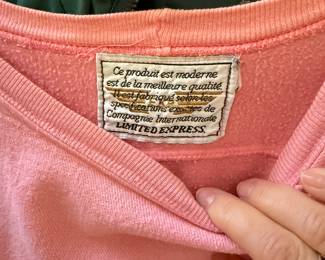 Ce produit est moderne
est de la meilleure qualité.
Il est fabriqué selon les
specifications exactes de
Compagnie Internationale
LIMITED EXPRESS.